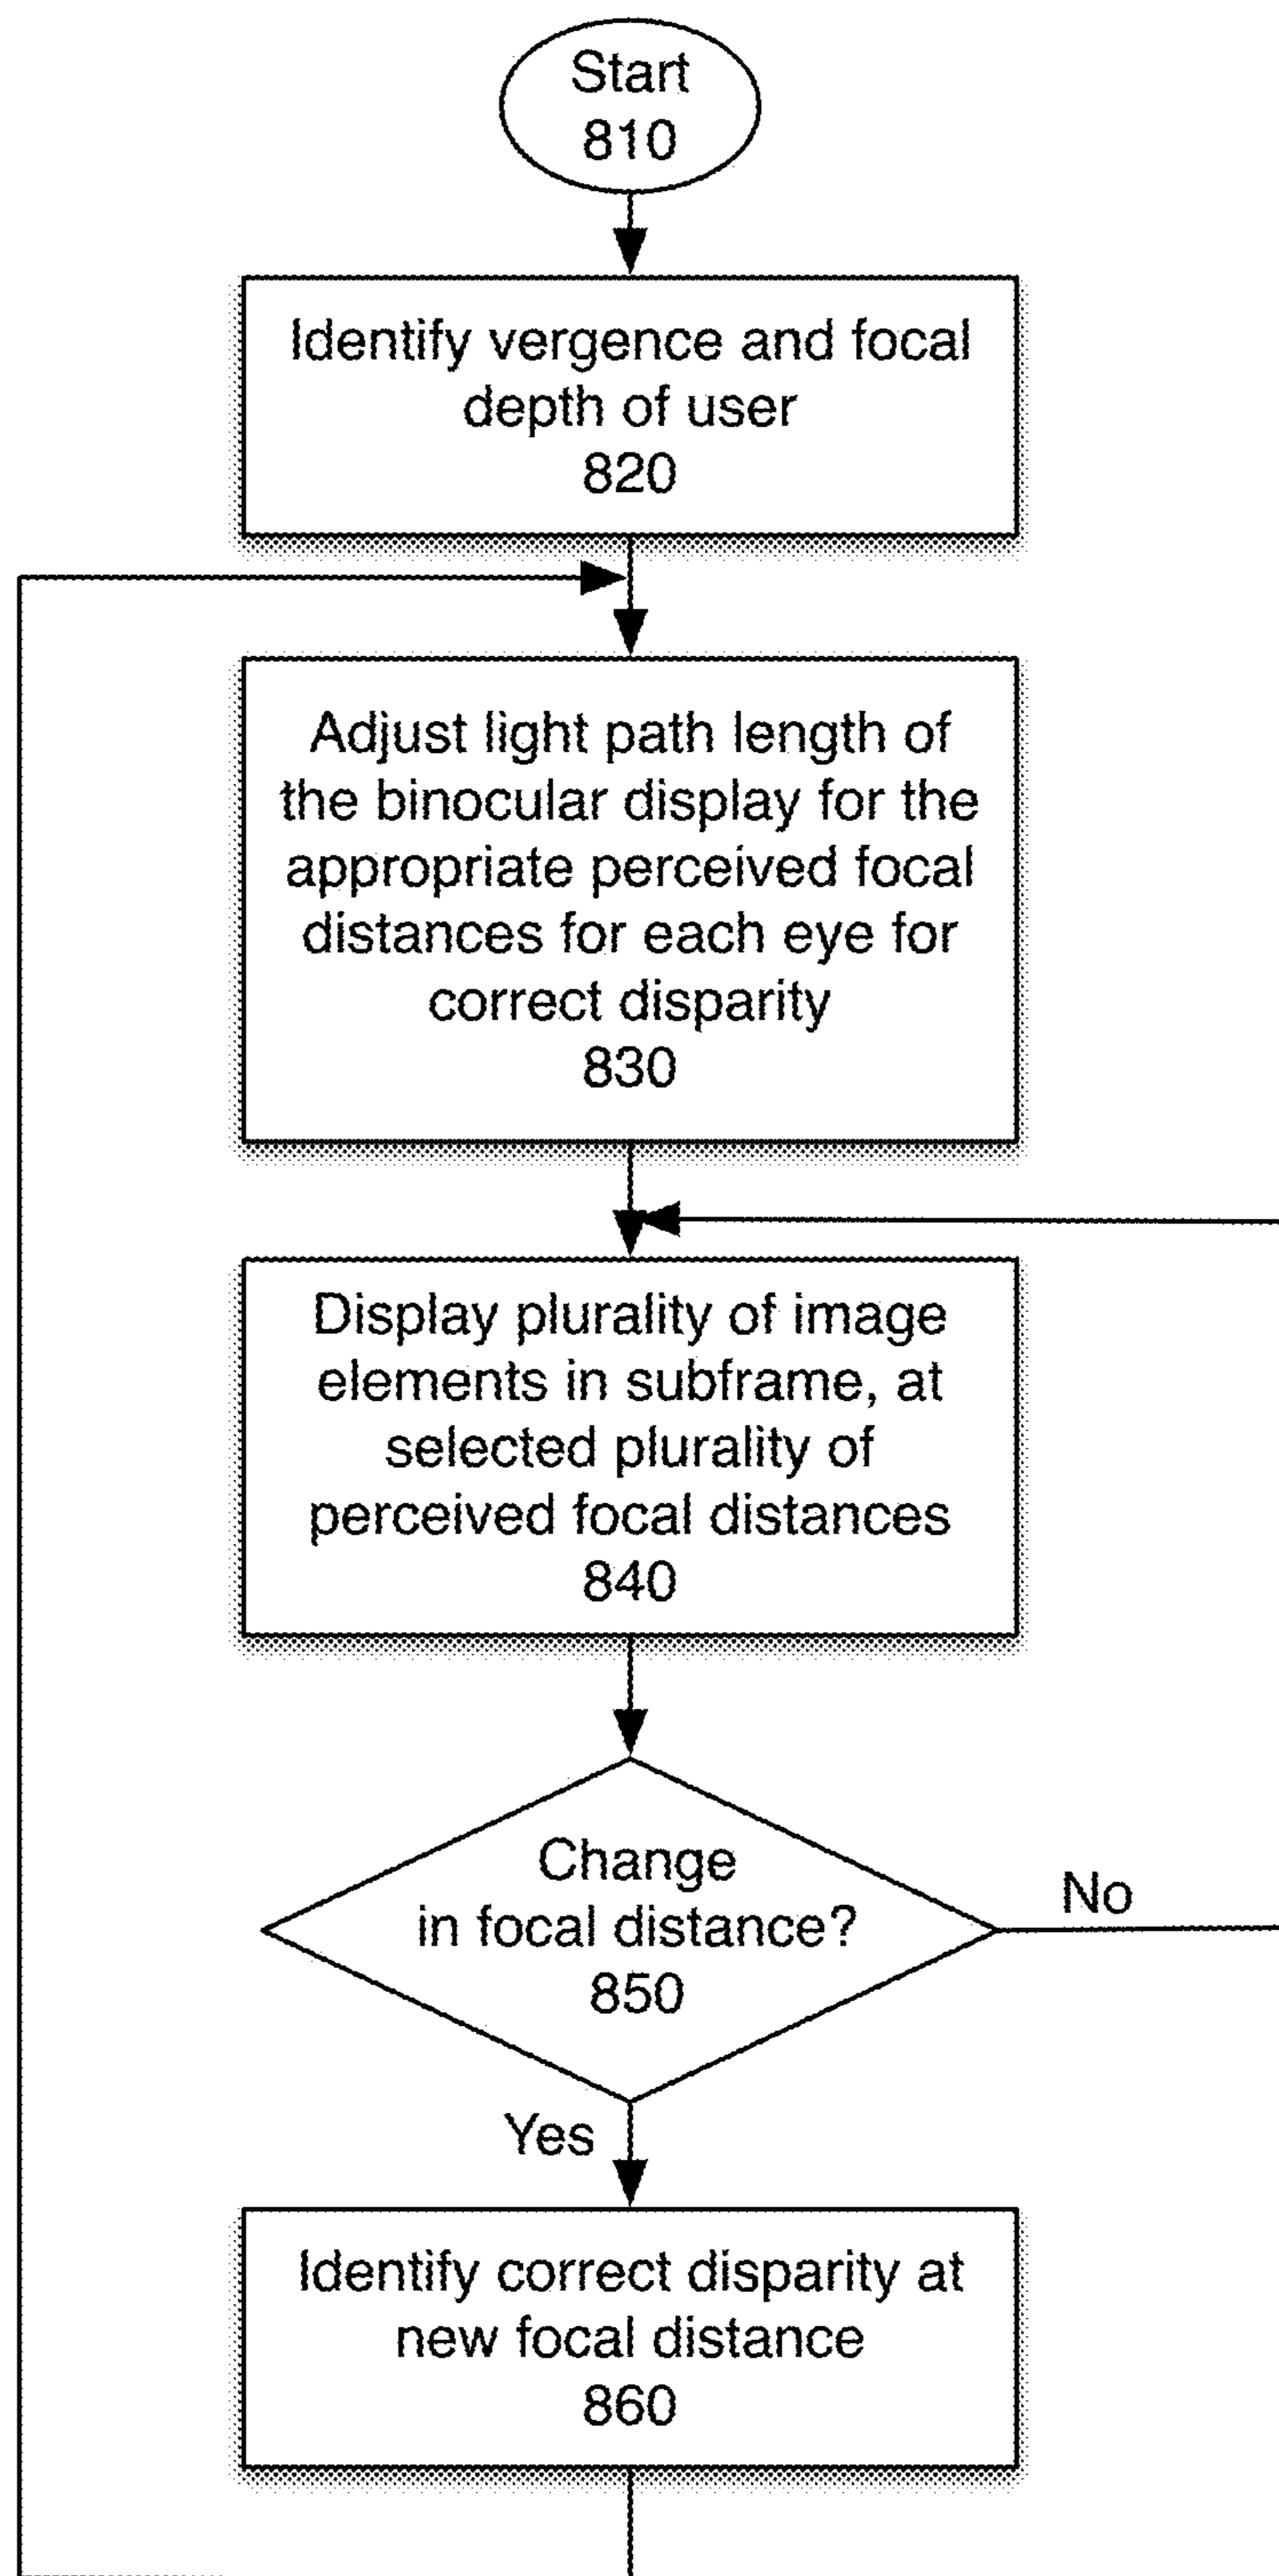 Start
810
Identify vergence and focal
depth of user
820
Adjust light path length of
the binocular display for the
appropriate perceived focal
distances for each eye for
correct disparity
830
Display plurality of image
elements in subframe, at
selected plurality of
perceived focal distances
840
Change
in focal distance?
850
No
Yes
Identify correct disparity at
new focal distance
860